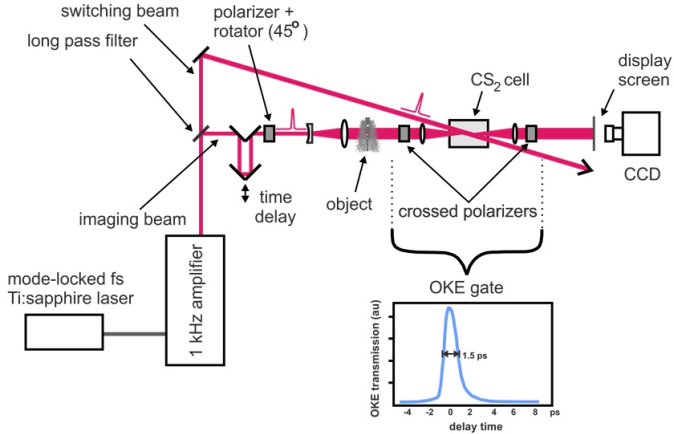 switching beam
long pass filter
polarizer +
rotator (45º)
CS2 cell
display
screen
CCD
imaging beam
time
delay
object
crossed polarizers
mode-locked fs
Ti:sapphire laser
1 kHz amplifier
OKE gate
OKE transmission (au)
1.5 ps
-4 -2 0 2 4 6 8 ps
delay time